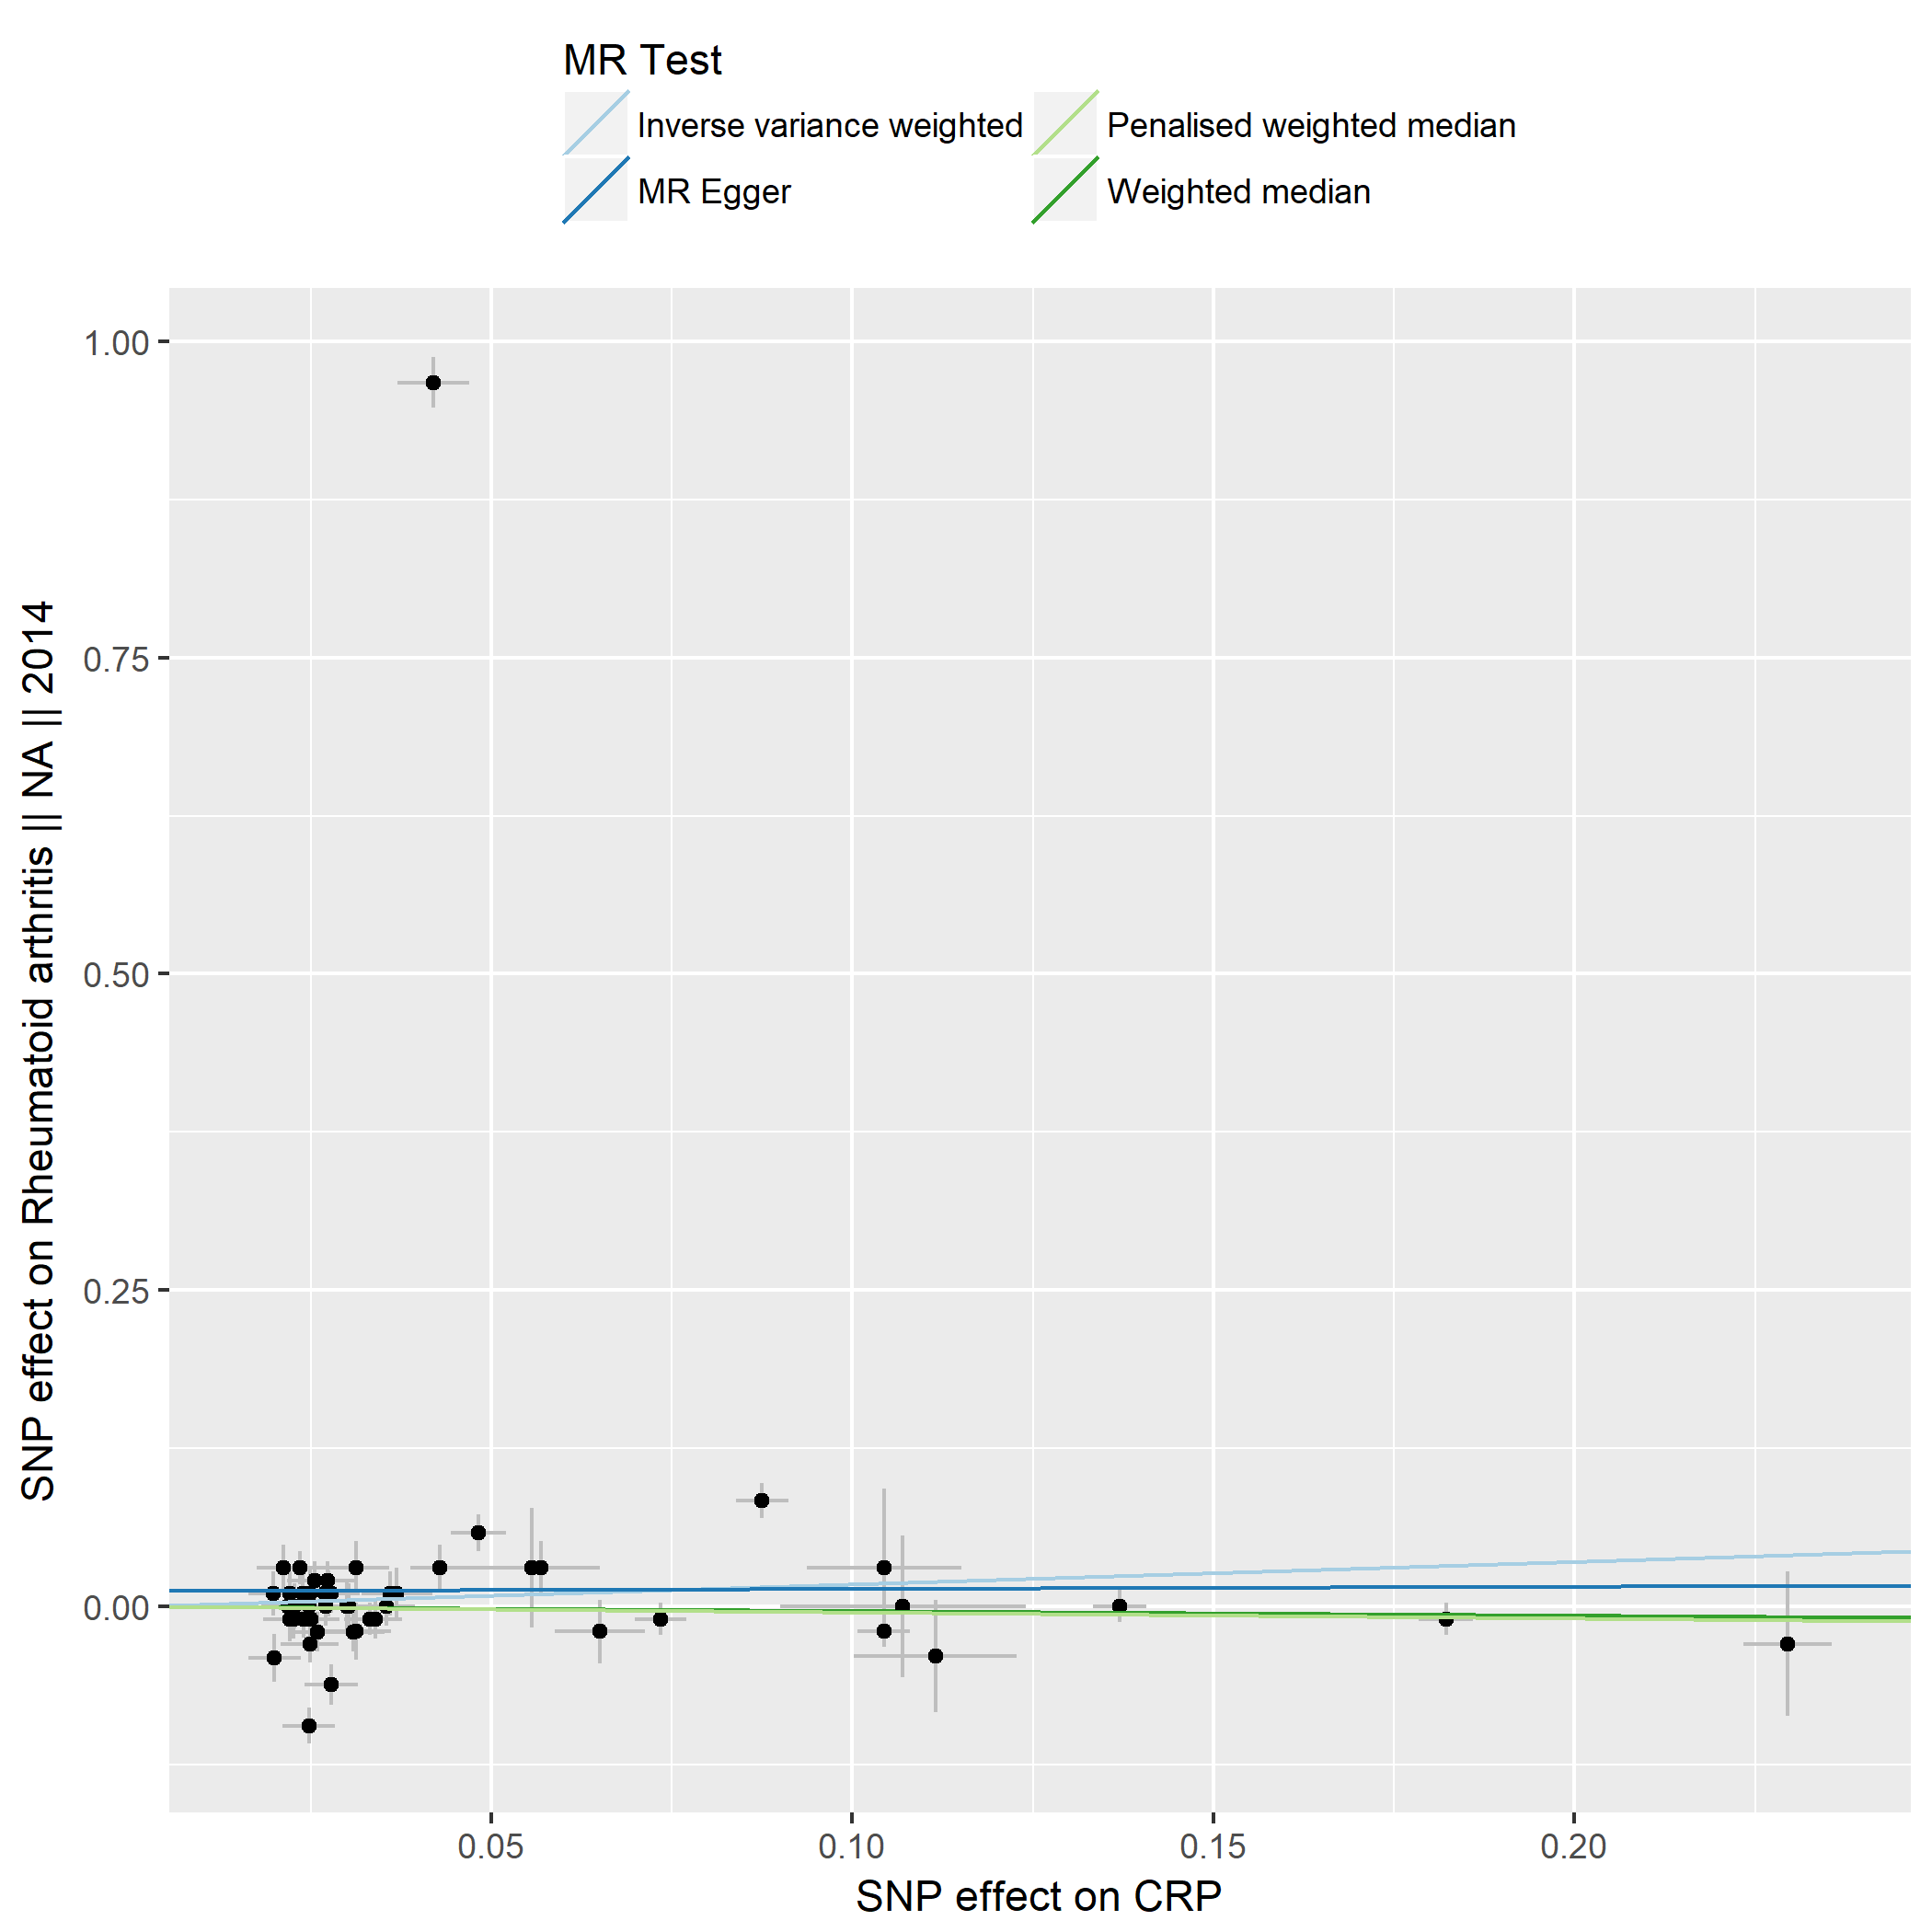 MR Test
Inverse variance weighted
Penalised weighted median
MR Egger
Weighted median
SNP effect on Rheumatoid arthritis || NA || 2014
1.00
0.75
0.50
0.25
0.00
0.05
0.10
0.15
0.20
SNP effect on CRP